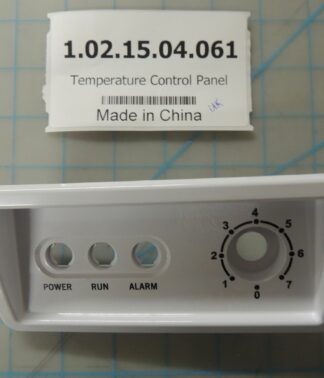 1.02.15.04.061
Temperature Control Panel
Made in China
POWER RUN ALARM
0 1 2 3 4 5 6 7